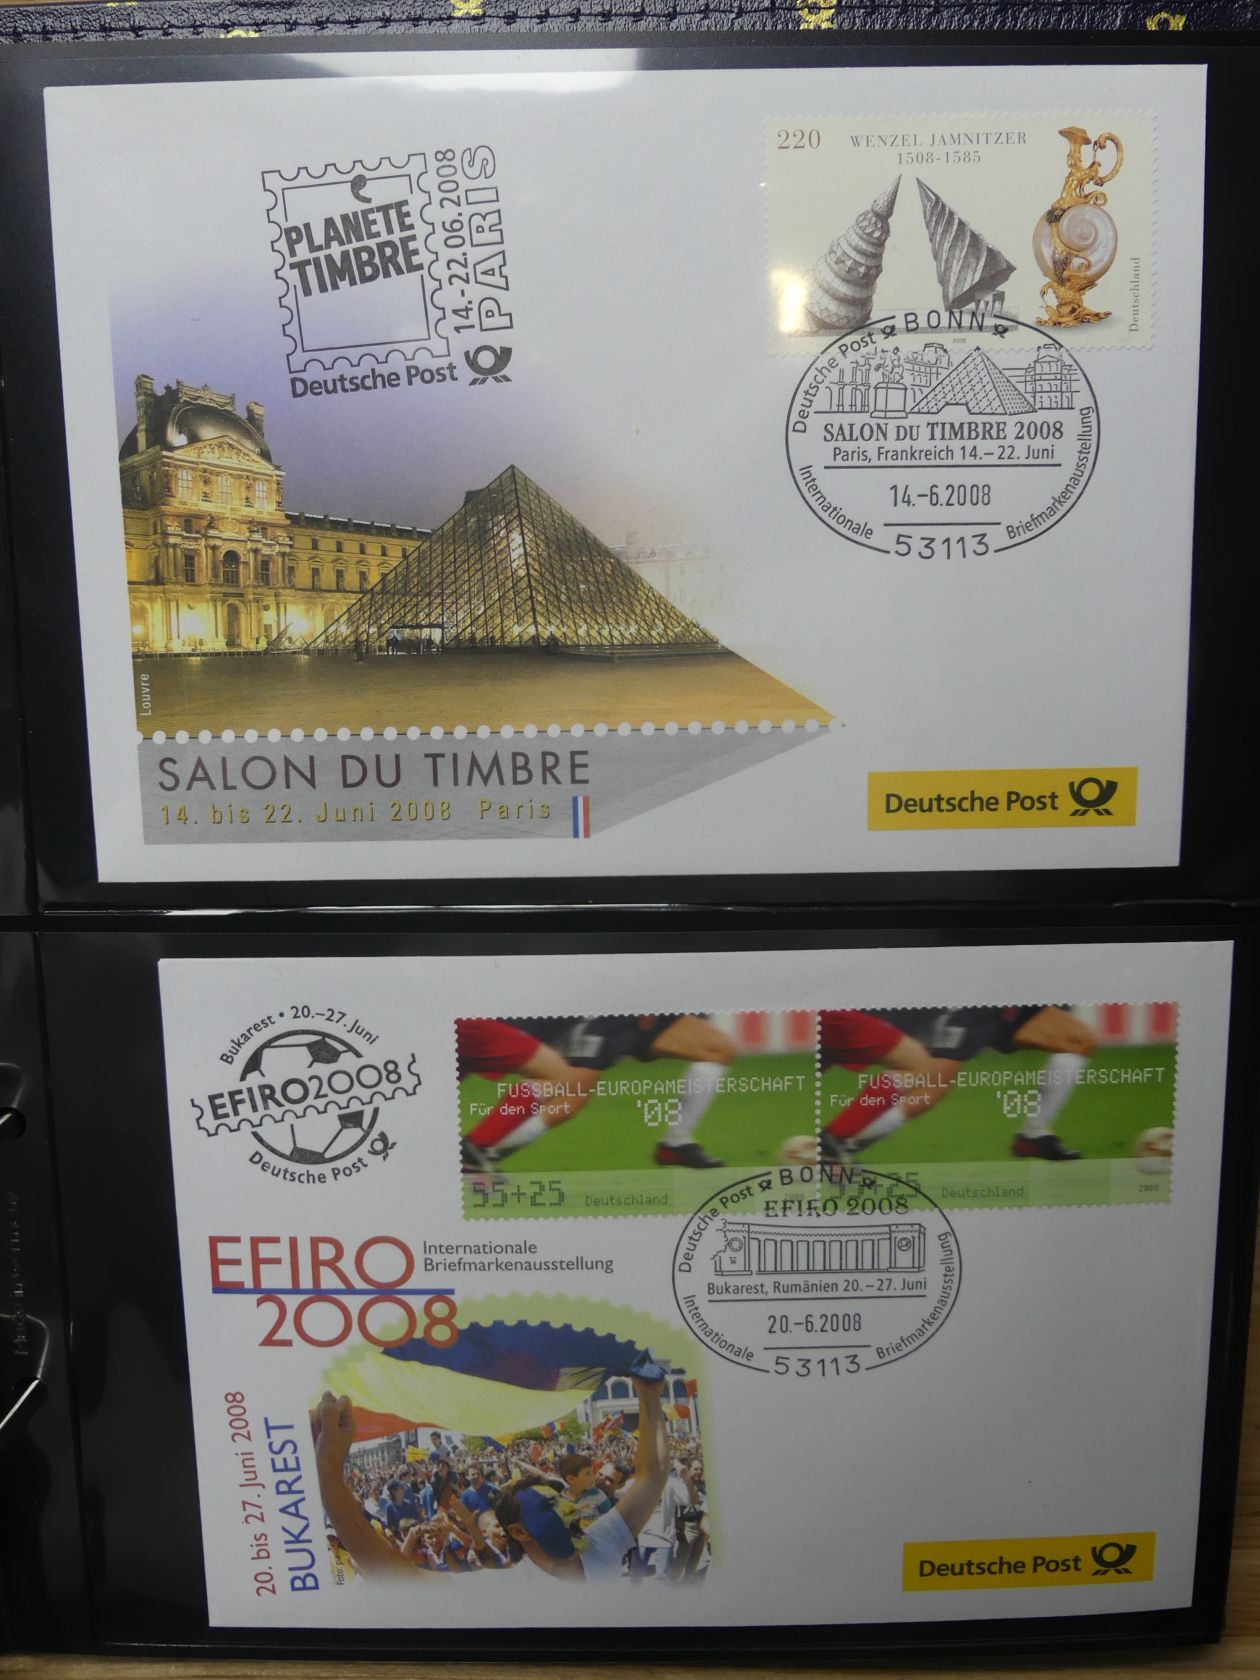 PLANÈTE
TIMBRE
14.-22.06.2008
PARIS
Deutsche Post
220
WENZEL JAMNITZER
1508-1585
Deutschland
2008
Deutsche Post BONN
SALON DU TIMBRE 2008
Paris, Frankreich 14.–22. Juni
14.-6.2008
Internationale Briefmarkenausstellung
53113
Louvre
SALON DU TIMBRE
14. bis 22. Juni 2008 Paris
Deutsche Post
Bukarest • 20.–27. Juni
EFIRO2008
Deutsche Post
FUSSBALL-EUROPAMEISTERSCHAFT
Für den Sport '08
55+25 Deutschland 2008
FUSSBALL-EUROPAMEISTERSCHAFT
Für den Sport '08
55+25 Deutschland 2008
Deutsche Post BONN
EFIRO 2008
Bukarest, Rumänien 20.–27. Juni
20.-6.2008
Internationale Briefmarkenausstellung
53113
EFIRO
2008
Internationale
Briefmarkenausstellung
20. bis 27. Juni 2008
BUKAREST
Deutsche Post